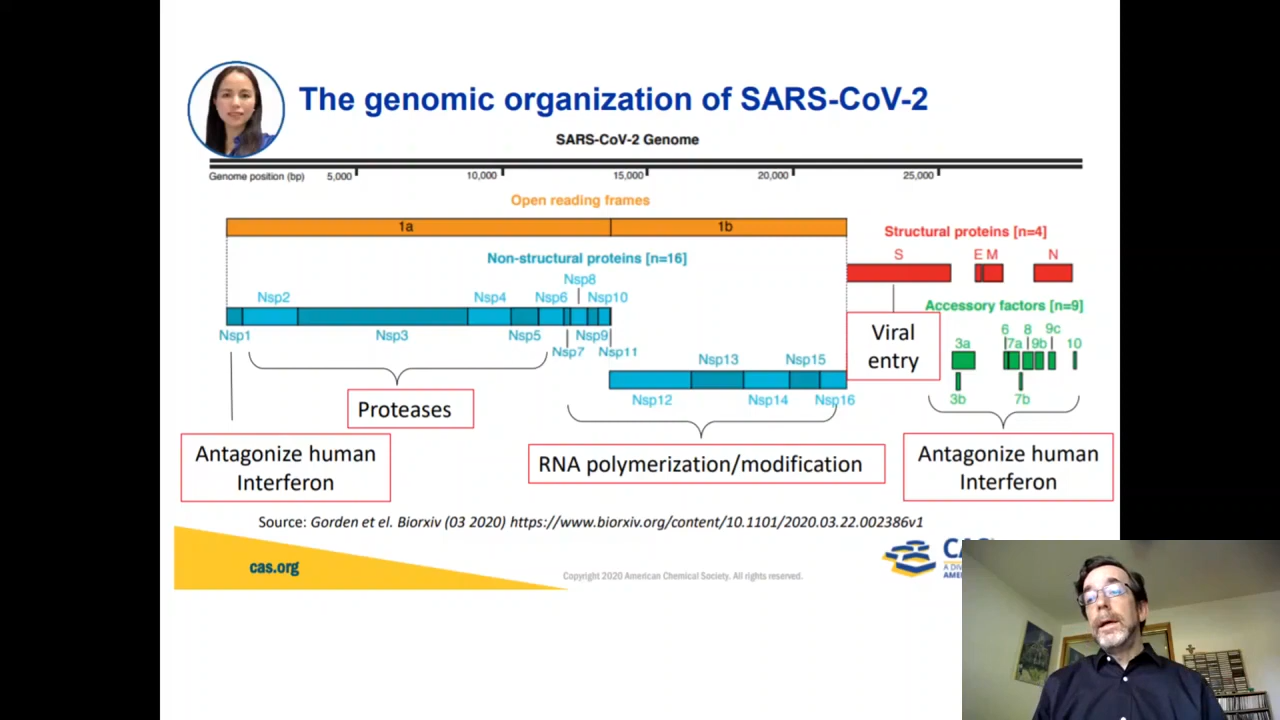 The genomic organization of SARS-CoV-2
SARS-CoV-2 Genome
Genome position (bp) 5,000 10,000 15,000 20,000 25,000
Open reading frames
1a 1b
Structural proteins [n=4]
S E M N
Non-structural proteins [n=16]
Nsp8
Nsp2 Nsp4 Nsp6 Nsp10
Nsp1 Nsp3 Nsp5 Nsp9
Nsp7 Nsp11
Accessory factors [n=9]
6 8 9c
3a 7a 9b 10
3b 7b
Viral
entry
Nsp13 Nsp15
Nsp12 Nsp14 Nsp16
Proteases
Antagonize human
Interferon
RNA polymerization/modification
Antagonize human
Interferon
Source: Gorden et el. Biorxiv (03 2020) https://www.biorxiv.org/content/10.1101/2020.03.22.002386v1
cas.org
Copyright 2020 American Chemical Society. All rights reserved.